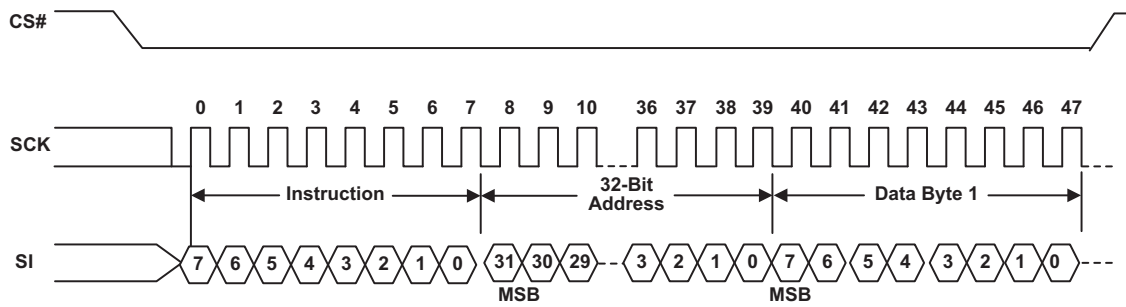 CS#
0 1 2 3 4 5 6 7 8 9 10 36 37 38 39 40 41 42 43 44 45 46 47
SCK
Instruction
32-Bit
Address
Data Byte 1
SI
7 6 5 4 3 2 1 0 31 30 29 3 2 1 0 7 6 5 4 3 2 1 0
MSB MSB